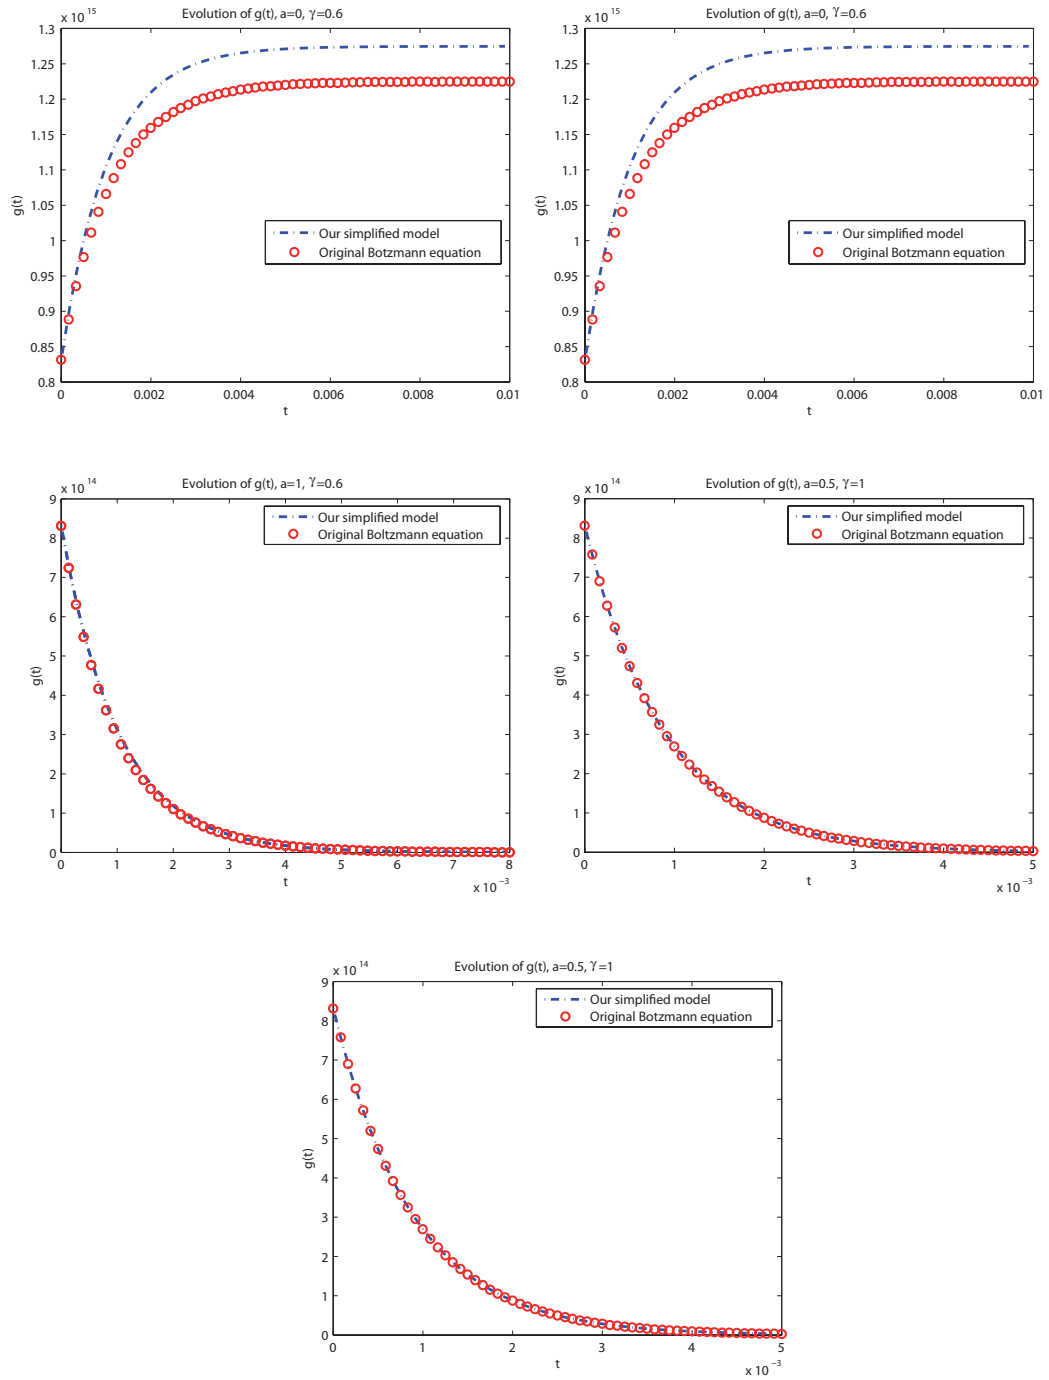 Evolution of g(t), a=0, γ=0.6
x 10 15
1.3
1.25
1.2
1.15
1.1
1.05
1
0.95
0.9
0.85
0.8
g(t)
Our simplified model
Original Botzmann equation
0 0.002 0.004 0.006 0.008 0.01
t
Evolution of g(t), a=0, γ=0.6
x 10 15
1.3
1.25
1.2
1.15
1.1
1.05
1
0.95
0.9
0.85
0.8
g(t)
Our simplified model
Original Botzmann equation
0 0.002 0.004 0.006 0.008 0.01
t
Evolution of g(t), a=1, γ=0.6
x 10 14
9
8
7
6
5
4
3
2
1
0
g(t)
Our simplified model
Original Boltzmann equation
0 1 2 3 4 5 6 7 8
t
x 10 −3
Evolution of g(t), a=0.5, γ=1
x 10 14
9
8
7
6
5
4
3
2
1
0
g(t)
Our simplified model
Original Botzmann equation
0 1 2 3 4 5
t
x 10 −3
Evolution of g(t), a=0.5, γ=1
x 10 14
9
8
7
6
5
4
3
2
1
0
g(t)
Our simplified model
Original Botzmann equation
0 1 2 3 4 5
t
x 10 −3